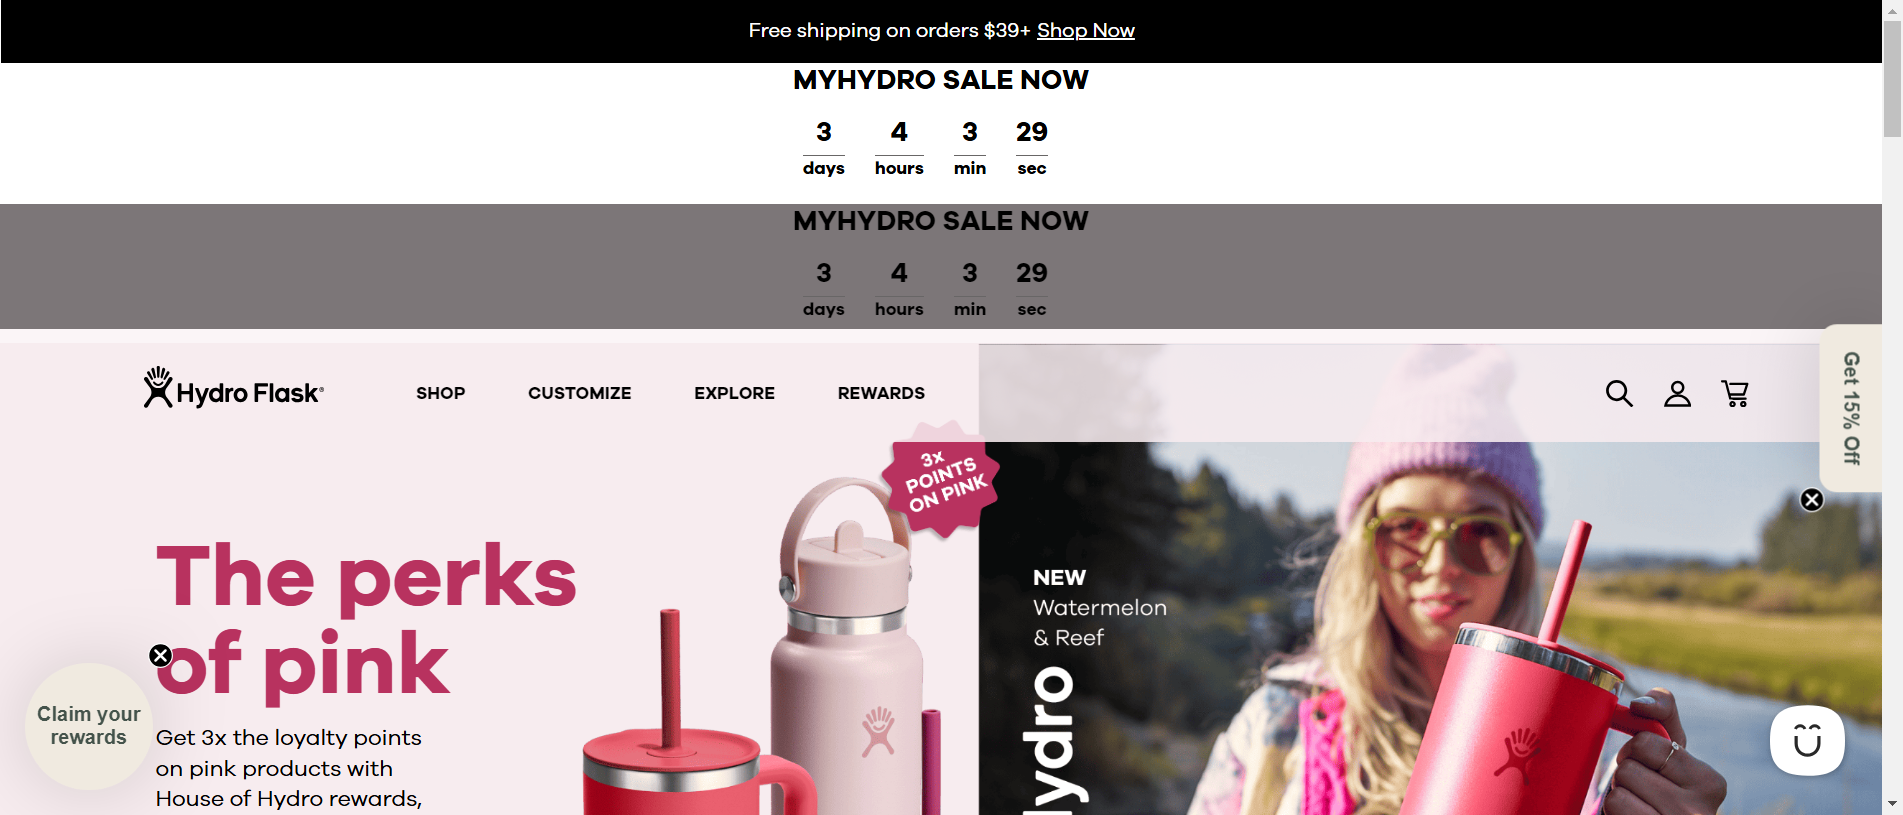 Free shipping on orders $39+ Shop Now
MYHYDRO SALE NOW
3 4 3 29
days hours min sec
MYHYDRO SALE NOW
3 4 3 29
days hours min sec
Hydro Flask®
SHOP CUSTOMIZE EXPLORE REWARDS
Get 15% Off
3x
POINTS
ON PINK
The perks
of pink
Get 3x the loyalty points
on pink products with
House of Hydro rewards,
Claim your
rewards
NEW
Watermelon
& Reef
ydro